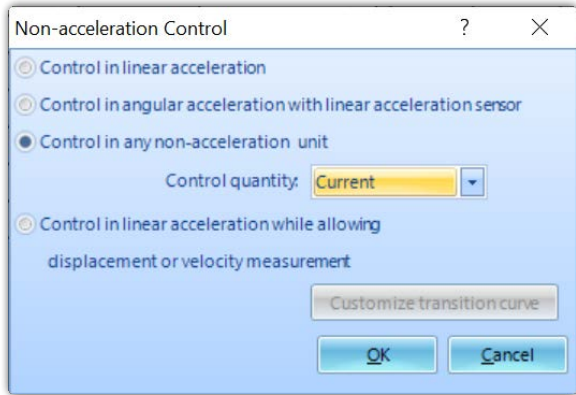 Non-acceleration Control ?
Control in linear acceleration
Control in angular acceleration with linear acceleration sensor
Control in any non-acceleration unit
Control quantity: Current
Control in linear acceleration while allowing
displacement or velocity measurement
Customize transition curve
OK Cancel